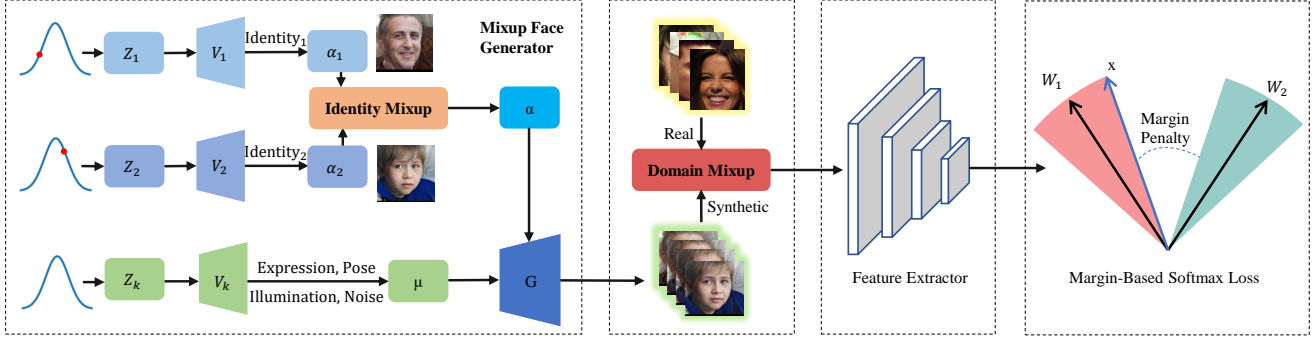 Mixup Face
Generator
Z₁
V₁
Identity₁
α₁
Identity Mixup
α
Z₂
V₂
Identity₂
α₂
Zₖ
Vₖ
Expression, Pose
Illumination, Noise
μ
G
Real
Domain Mixup
Synthetic
Feature Extractor
W₁
x
W₂
Margin
Penalty
Margin-Based Softmax Loss